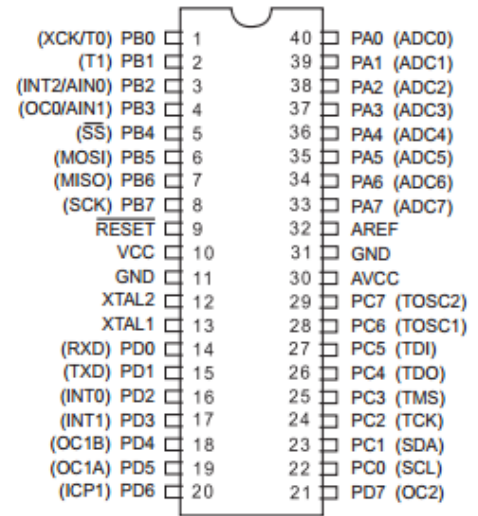 (XCK/T0) PB0 1 40 PA0 (ADC0)
(T1) PB1 2 39 PA1 (ADC1)
(INT2/AIN0) PB2 3 38 PA2 (ADC2)
(OC0/AIN1) PB3 4 37 PA3 (ADC3)
(S̅S̅) PB4 5 36 PA4 (ADC4)
(MOSI) PB5 6 35 PA5 (ADC5)
(MISO) PB6 7 34 PA6 (ADC6)
(SCK) PB7 8 33 PA7 (ADC7)
R̅E̅S̅E̅T̅ 9 32 AREF
VCC 10 31 GND
GND 11 30 AVCC
XTAL2 12 29 PC7 (TOSC2)
XTAL1 13 28 PC6 (TOSC1)
(RXD) PD0 14 27 PC5 (TDI)
(TXD) PD1 15 26 PC4 (TDO)
(INT0) PD2 16 25 PC3 (TMS)
(INT1) PD3 17 24 PC2 (TCK)
(OC1B) PD4 18 23 PC1 (SDA)
(OC1A) PD5 19 22 PC0 (SCL)
(ICP1) PD6 20 21 PD7 (OC2)